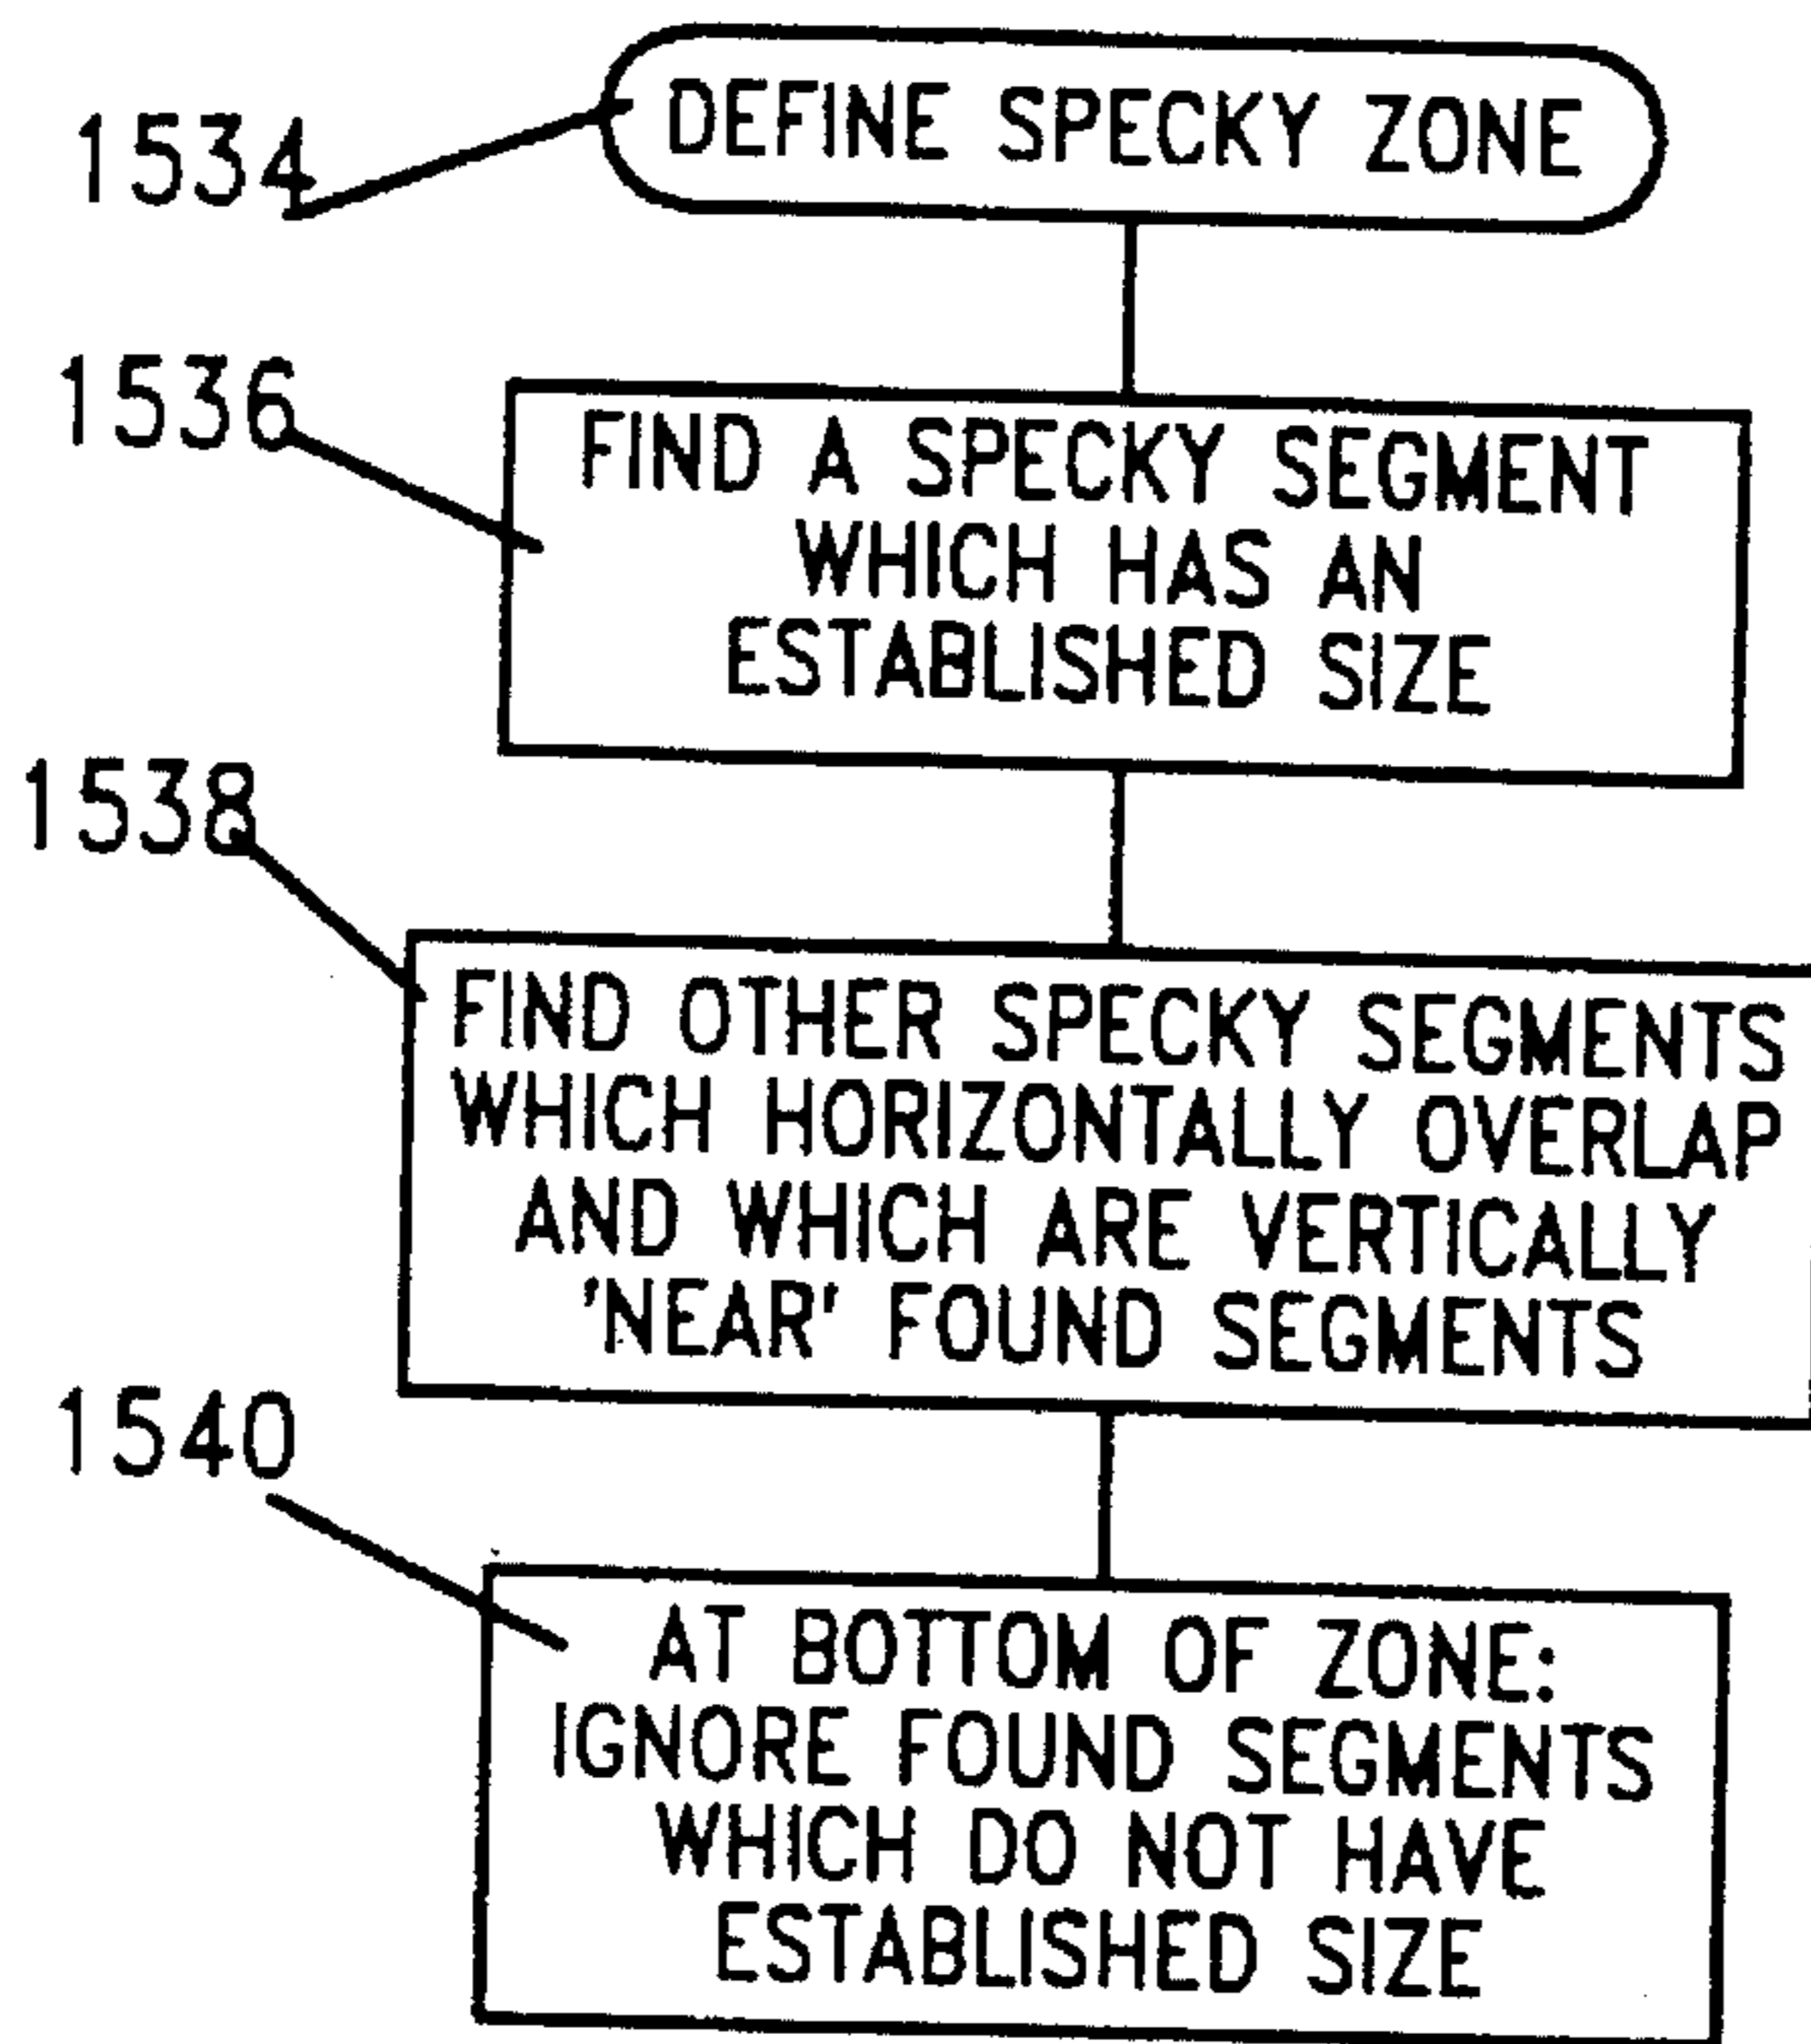 1534
DEFINE SPECKY ZONE
1536
FIND A SPECKY SEGMENT
WHICH HAS AN
ESTABLISHED SIZE
1538
FIND OTHER SPECKY SEGMENTS
WHICH HORIZONTALLY OVERLAP
AND WHICH ARE VERTICALLY
'NEAR' FOUND SEGMENTS
1540
AT BOTTOM OF ZONE:
IGNORE FOUND SEGMENTS
WHICH DO NOT HAVE
ESTABLISHED SIZE